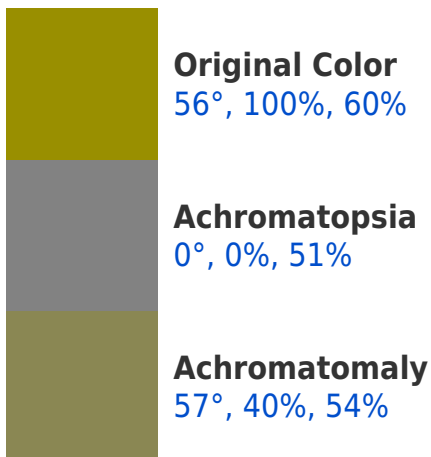 Original Color
56°, 100%, 60%
Achromatopsia
0°, 0%, 51%
Achromatomaly
57°, 40%, 54%